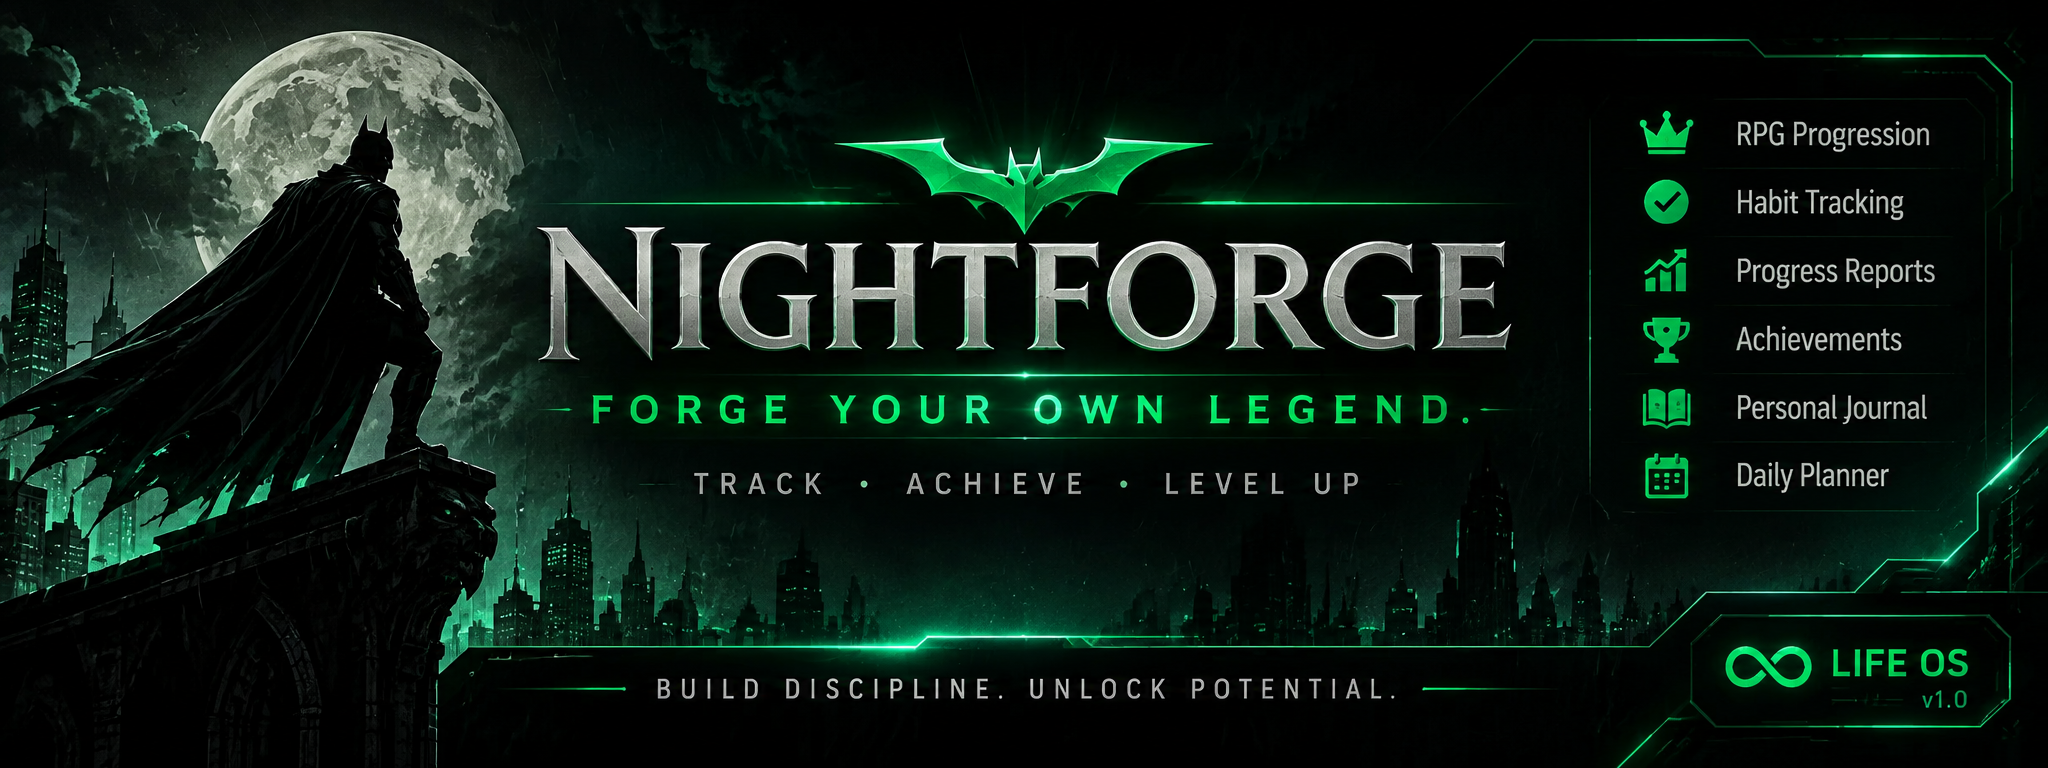 NIGHTFORGE
FORGE YOUR OWN LEGEND.
TRACK • ACHIEVE • LEVEL UP
BUILD DISCIPLINE. UNLOCK POTENTIAL.
RPG Progression
Habit Tracking
Progress Reports
Achievements
Personal Journal
Daily Planner
LIFE OS
v1.0